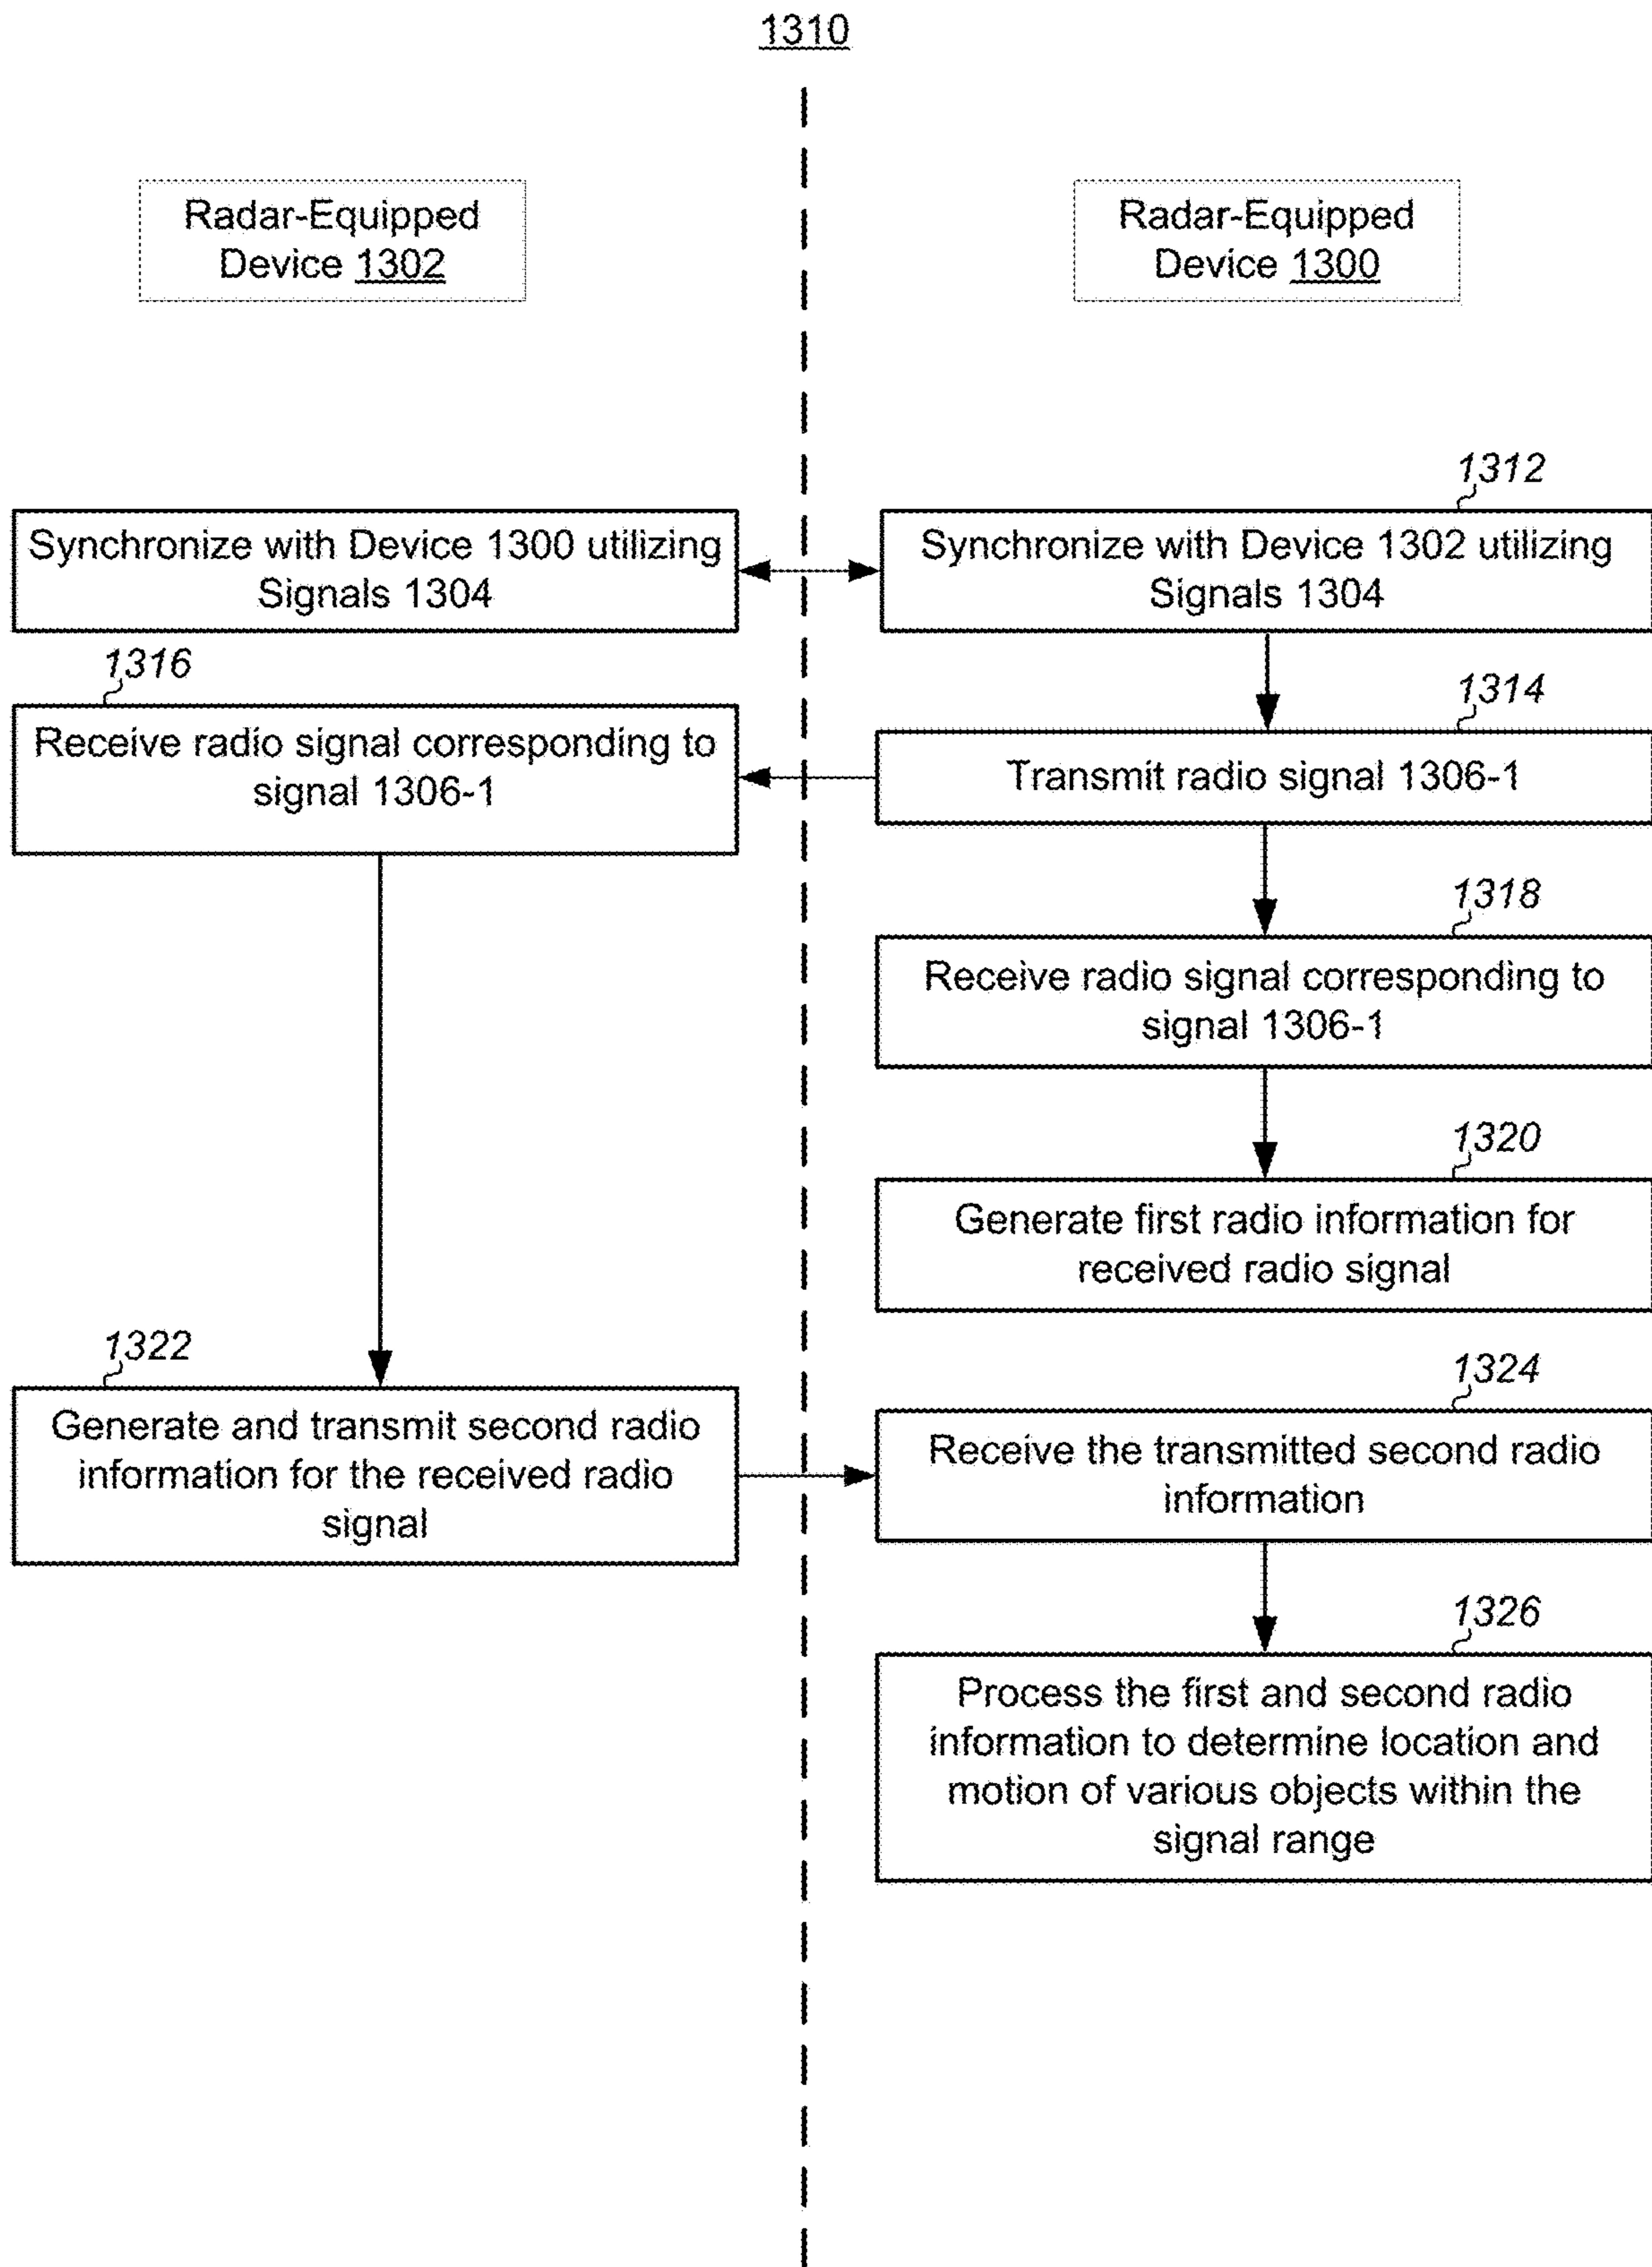 1310
Radar-Equipped
Device 1302
Radar-Equipped
Device 1300
1312
Synchronize with Device 1300 utilizing
Signals 1304
Synchronize with Device 1302 utilizing
Signals 1304
1316
Receive radio signal corresponding to
signal 1306-1
1314
Transmit radio signal 1306-1
1318
Receive radio signal corresponding to
signal 1306-1
1320
Generate first radio information for
received radio signal
1322
Generate and transmit second radio
information for the received radio
signal
1324
Receive the transmitted second radio
information
1326
Process the first and second radio
information to determine location and
motion of various objects within the
signal range